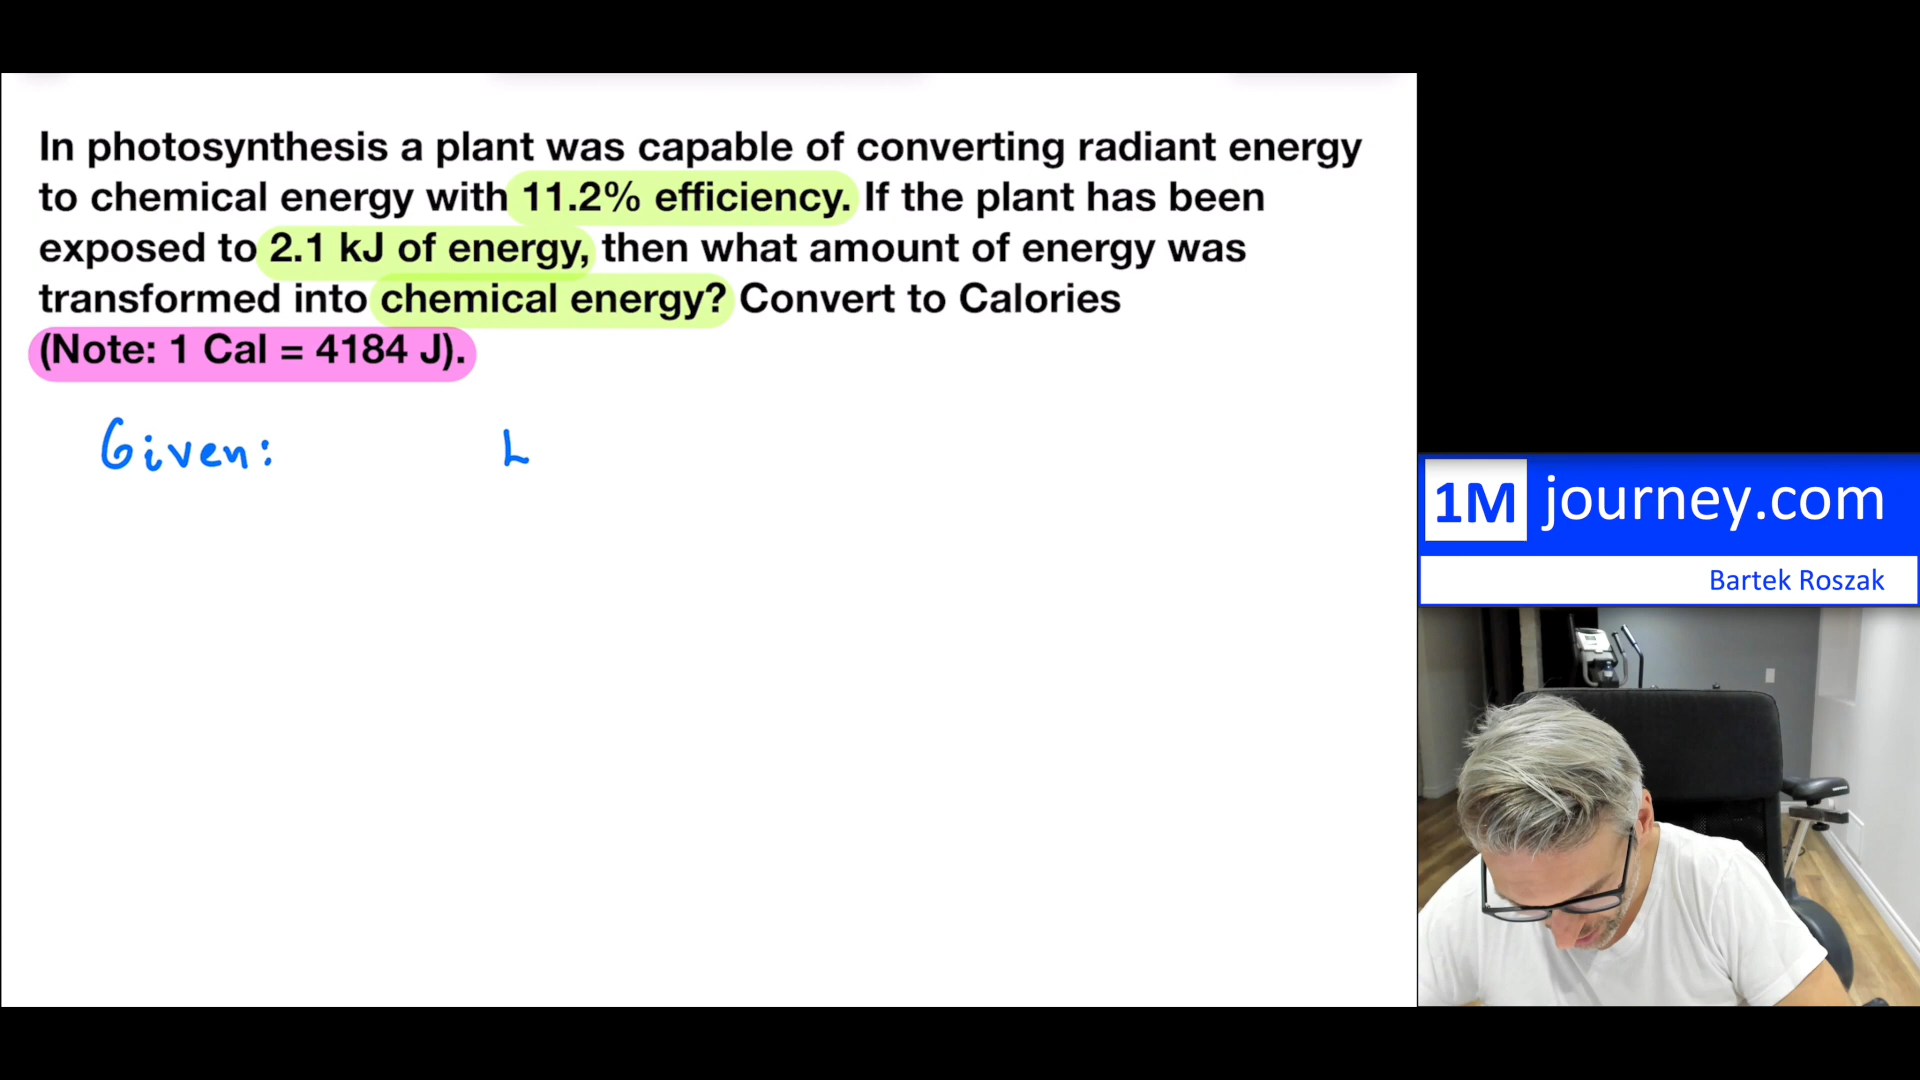 In photosynthesis a plant was capable of converting radiant energy
to chemical energy with 11.2% efficiency. If the plant has been
exposed to 2.1 kJ of energy, then what amount of energy was
transformed into chemical energy? Convert to Calories
(Note: 1 Cal = 4184 J).
Given: L
1M journey.com
Bartek Roszak